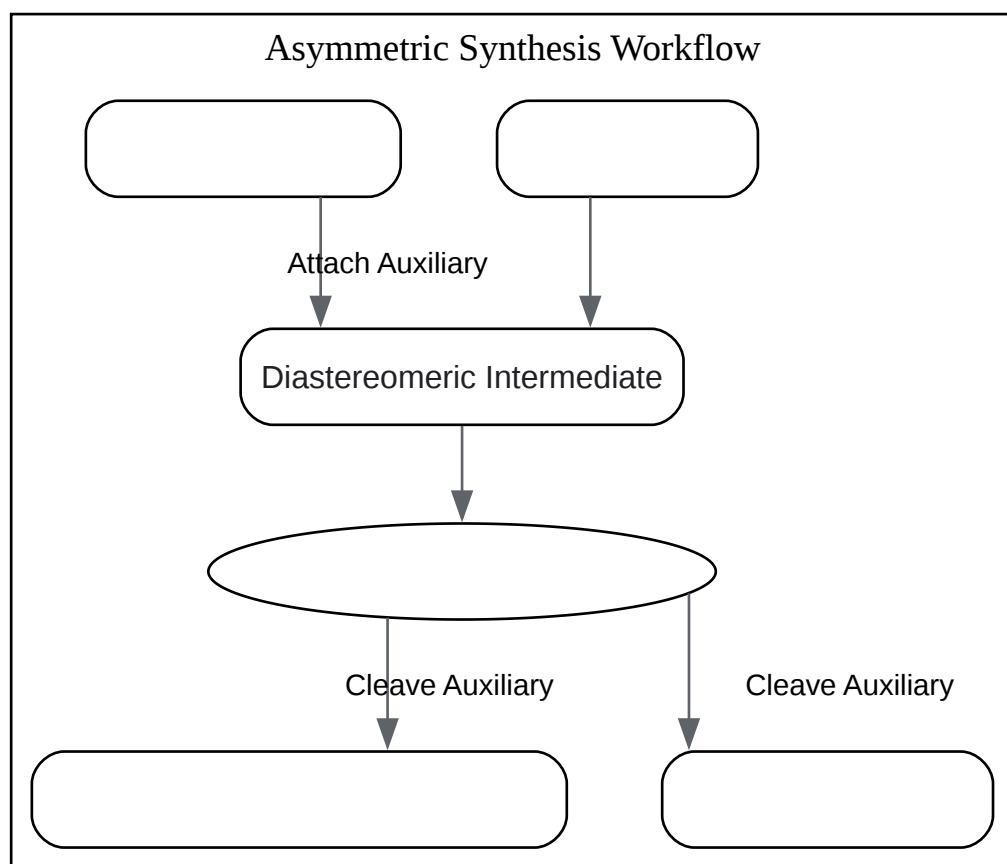 Asymmetric Synthesis Workflow
Attach Auxiliary
Diastereomeric Intermediate
Cleave Auxiliary
Cleave Auxiliary